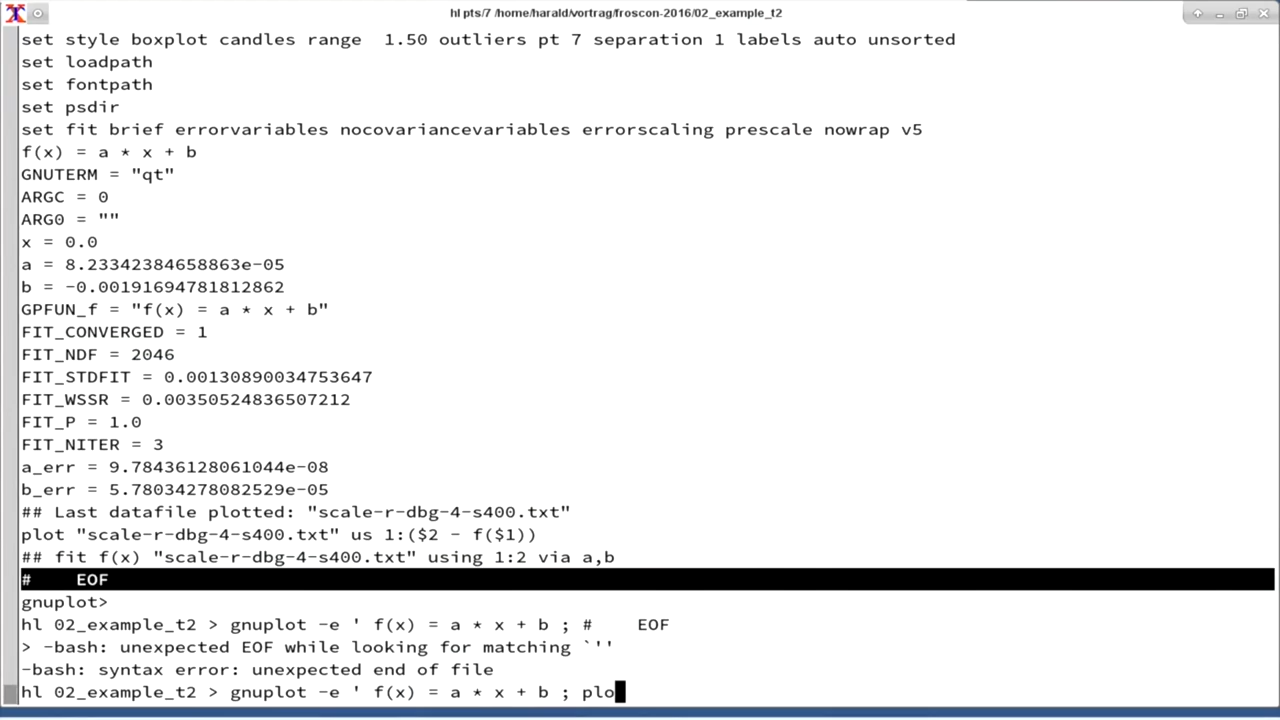 hl pts/7 /home/harald/vortrag/froscon-2016/02_example_t2
set style boxplot candles range  1.50 outliers pt 7 separation 1 labels auto unsorted
set loadpath
set fontpath
set psdir
set fit brief errorvariables nocovariancevariables errorscaling prescale nowrap v5
f(x) = a * x + b
GNUTERM = "qt"
ARGC = 0
ARG0 = ""
x = 0.0
a = 8.23342384658863e-05
b = -0.00191694781812862
GPFUN_f = "f(x) = a * x + b"
FIT_CONVERGED = 1
FIT_NDF = 2046
FIT_STDFIT = 0.00130890034753647
FIT_WSSR = 0.00350524836507212
FIT_P = 1.0
FIT_NITER = 3
a_err = 9.78436128061044e-08
b_err = 5.78034278082529e-05
## Last datafile plotted: "scale-r-dbg-4-s400.txt"
plot "scale-r-dbg-4-s400.txt" us 1:($2 - f($1))
## fit f(x) "scale-r-dbg-4-s400.txt" using 1:2 via a,b
#    EOF
gnuplot>
hl 02_example_t2 > gnuplot -e ' f(x) = a * x + b ; #    EOF
> -bash: unexpected EOF while looking for matching `''
-bash: syntax error: unexpected end of file
hl 02_example_t2 > gnuplot -e ' f(x) = a * x + b ; plo